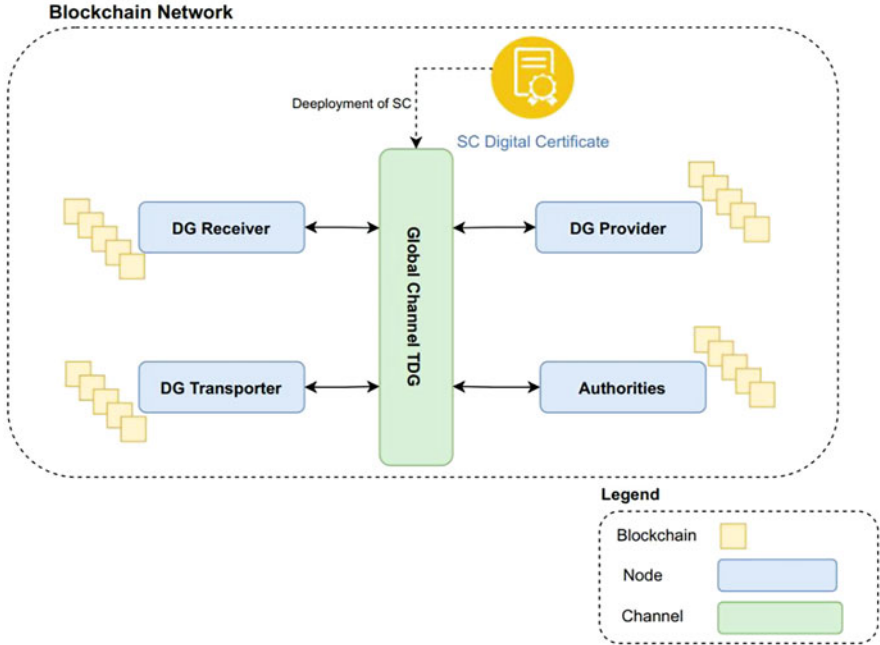 Blockchain Network
Deeployment of SC
SC Digital Certificate
DG Receiver
Global Channel TDG
DG Provider
DG Transporter
Authorities
Legend
Blockchain
Node
Channel